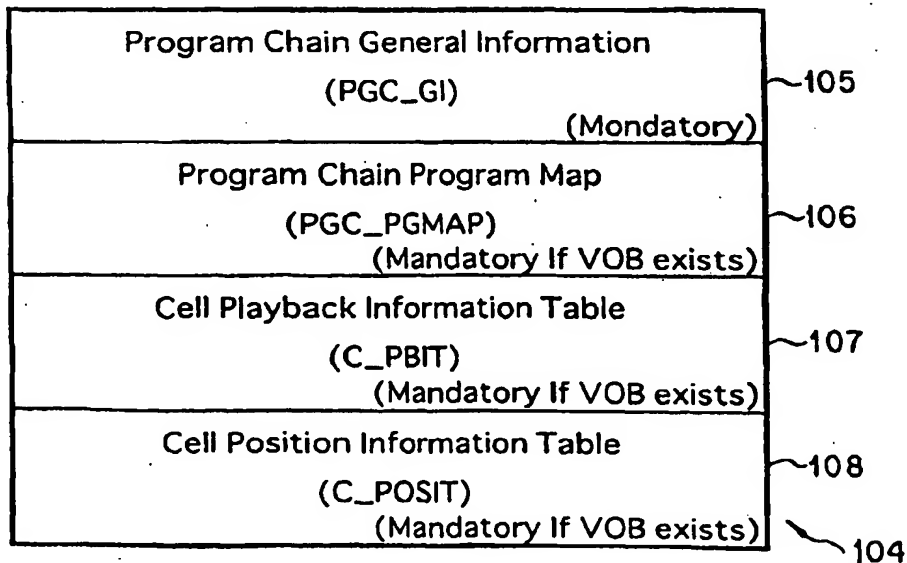 Program Chain General Information
(PGC_GI)
(Mondatory)
105
Program Chain Program Map
(PGC_PGMAP)
(Mandatory If VOB exists)
106
Cell Playback Information Table
(C_PBIT)
(Mandatory If VOB exists)
107
Cell Position Information Table
(C_POSIT)
(Mandatory If VOB exists)
108
104